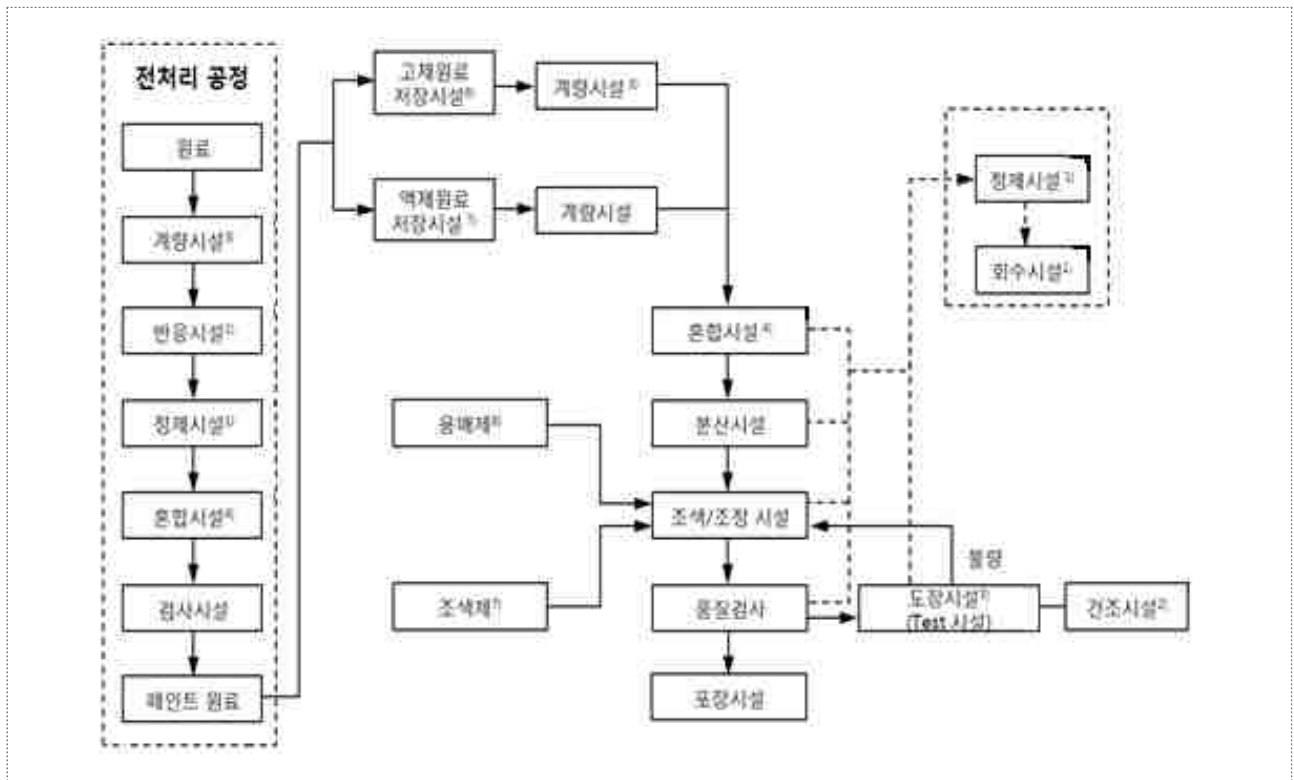 전처리 공정
원료
계량시설
반응시설
정제시설
혼합시설
검사시설
페인트 원료
고체원료
저장시설
계량시설
액체원료
저장시설
계량시설
혼합시설
분산시설
용매제
조색/조장 시설
조색제
품질검사
포장시설
불량
도장시설
(Test 시설)
건조시설
정제시설
회수시설